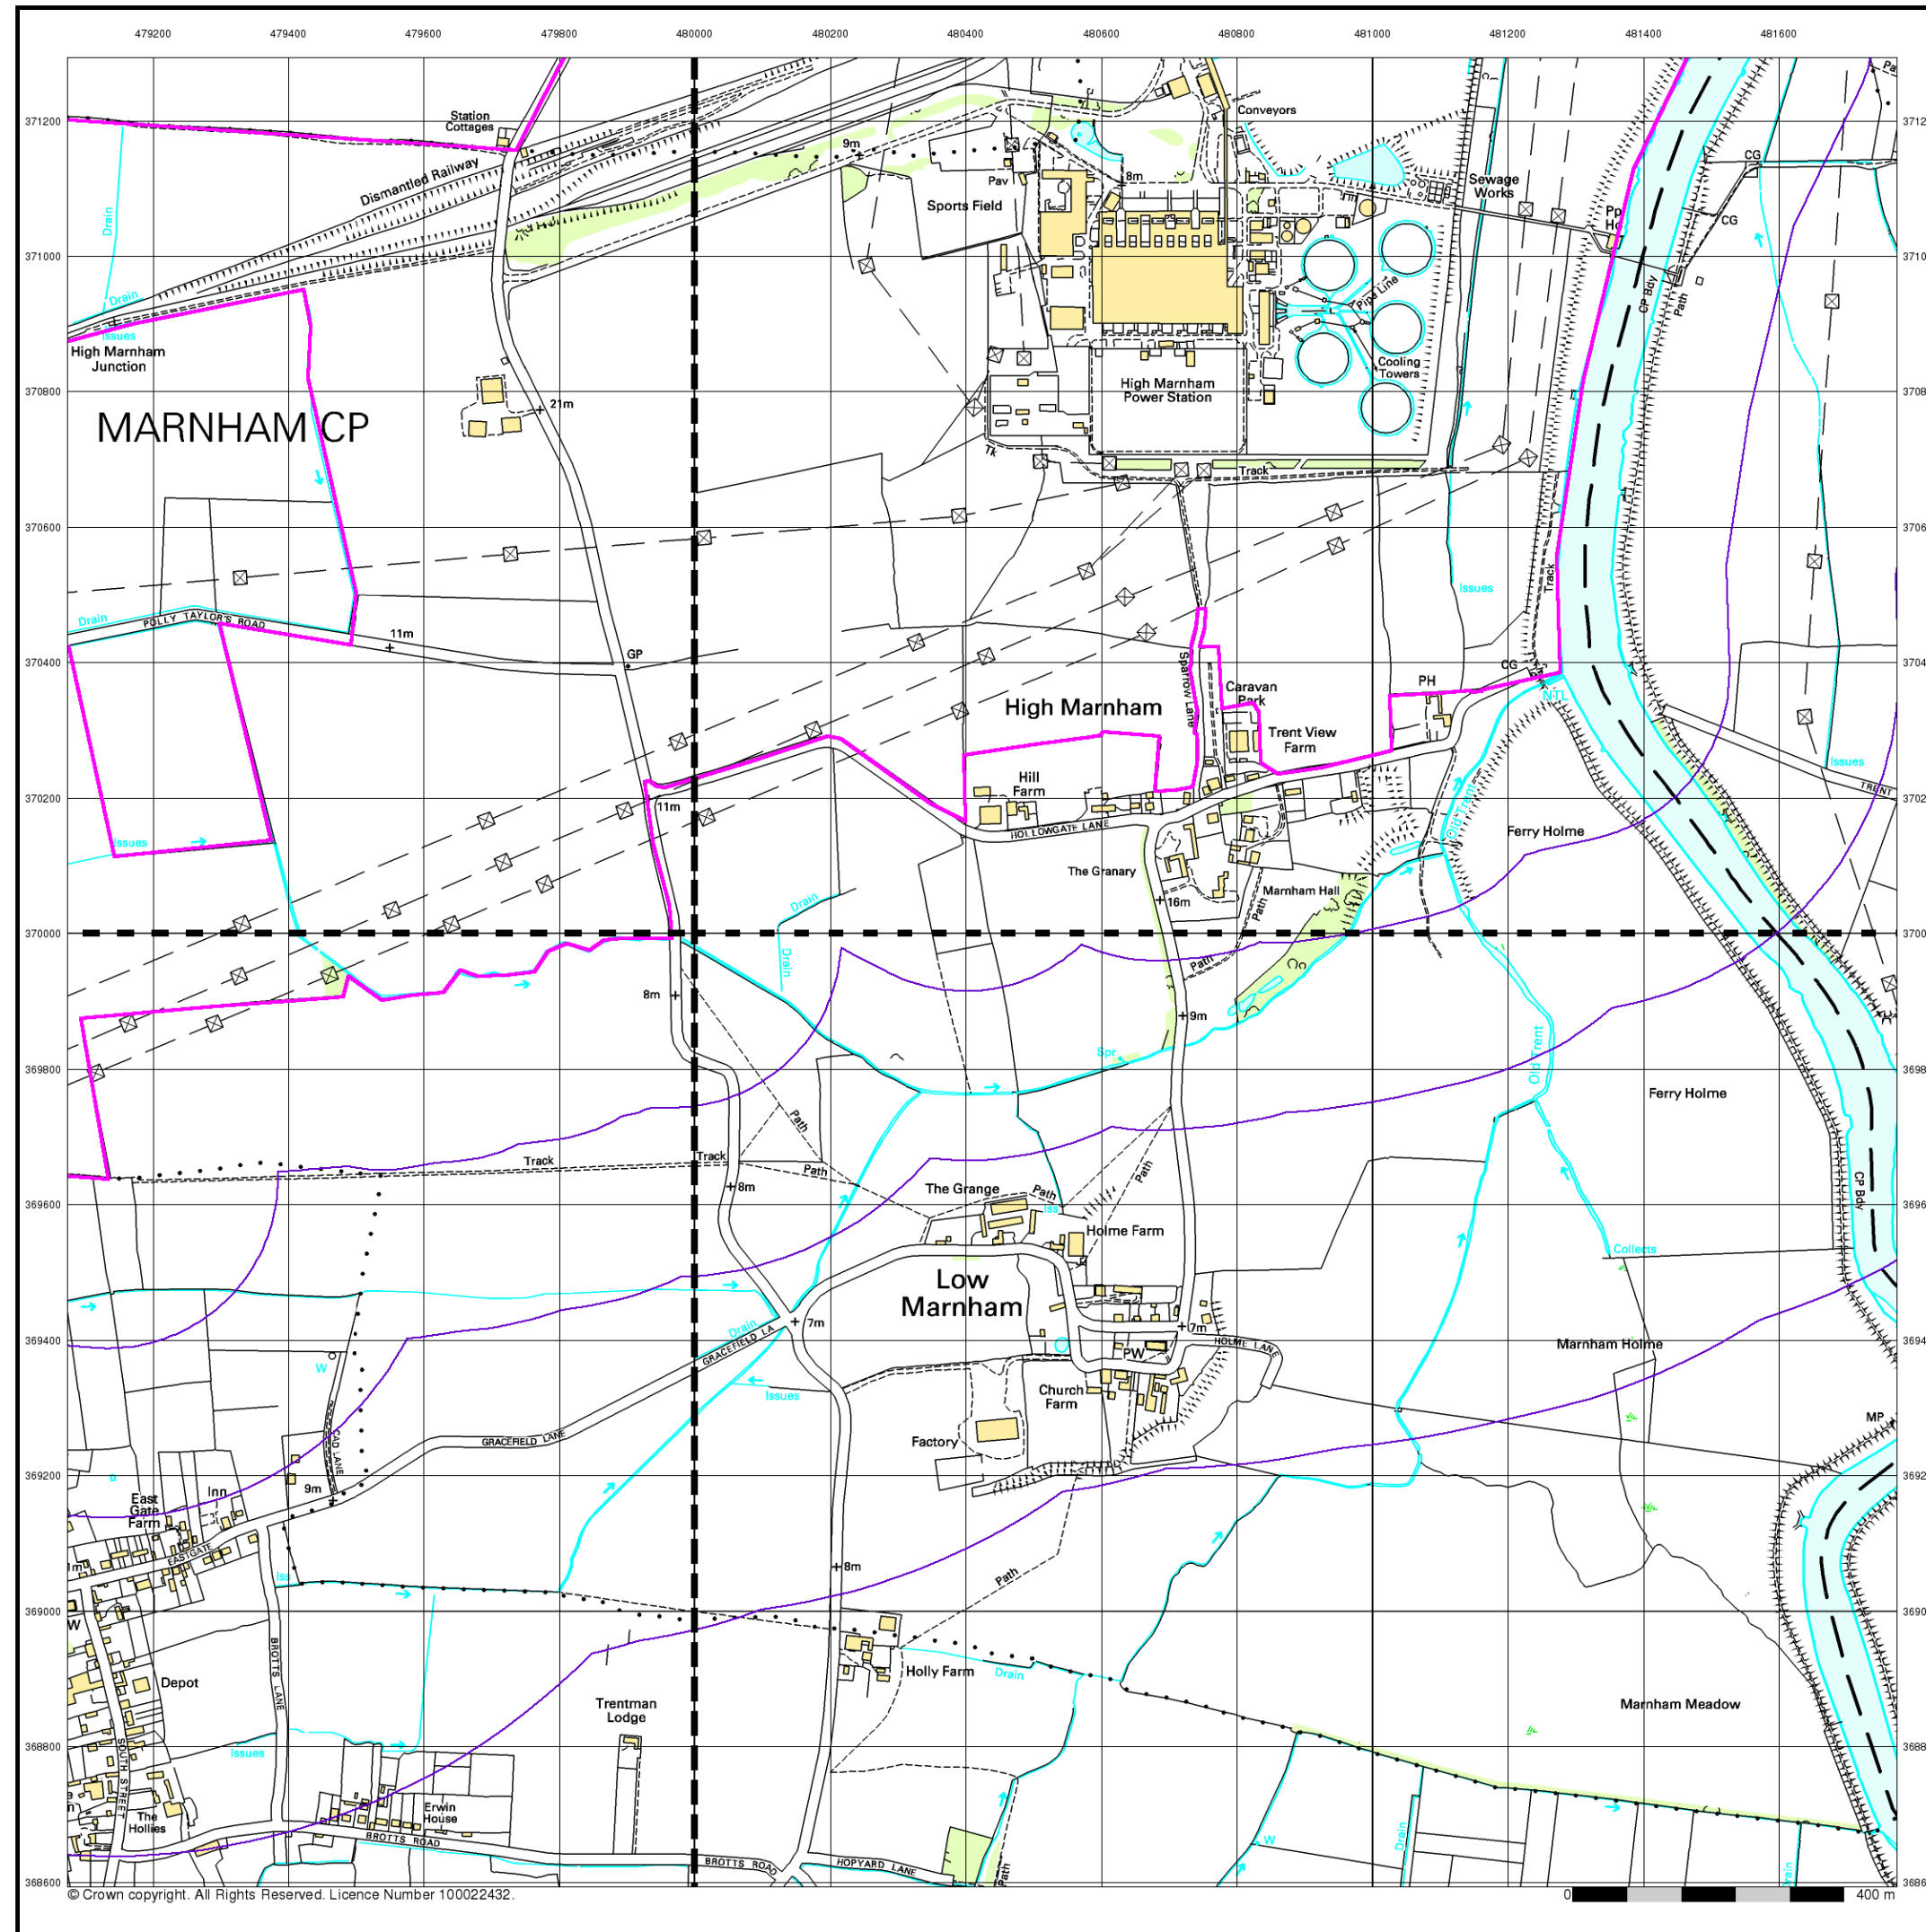 479200 479400 479600 479800 480000 480200 480400 480600 480800 481000 481200 481400 481600
371200
Station
Cottages
Dismantled Railway
Drain
9m
Pav
Sports Field
8m
Conveyors
Sewage
Works
CG
CG
CP Bdy
Path
371000
Drain
Issues
High Marnham
Junction
Pipe Line
Cooling
Towers
High Marnham
Power Station
370800
MARNHAM CP
21m
Tk
Track
Track
370600
Drain
POLLY TAYLOR'S ROAD
11m
GP
Issues
370400
Sparrow Lane
Caravan
Park
PH
CG
NTL
High Marnham
Trent View
Farm
Hill
Farm
Issues
TRENT
370200
11m
HOLLOWGATE LANE
Old Trent
Ferry Holme
Issues
The Granary
Marnham Hall
16m
Path
Drain
370000
Drain
Path
8m
9m
Spr
Old Trent
369800
Ferry Holme
Path
Track
Track
Path
Path
8m
The Grange
Path
Iss
Holme Farm
CP Bdy
369600
Collects
Low
Marnham
7m
7m
Drain
GRACEFIELD LA
HOLME LANE
PW
369400
Marnham Holme
W
Issues
Church
Farm
MP
Factory
GRACEFIELD LANE
CAD LANE
369200
9m
Inn
East
Gate
Farm
EASTGATE
8m
Iss
Path
369000
W
BROTTS LANE
Holly Farm
Drain
Depot
Trentman
Lodge
Marnham Meadow
368800
Issues
SOUTH STREET
The
Hollies
Erwin
House
BROTTS ROAD
BROTTS ROAD
HOPYARD LANE
Path
W
Drain
368600
© Crown copyright. All Rights Reserved. Licence Number 100022432.
0 400 m